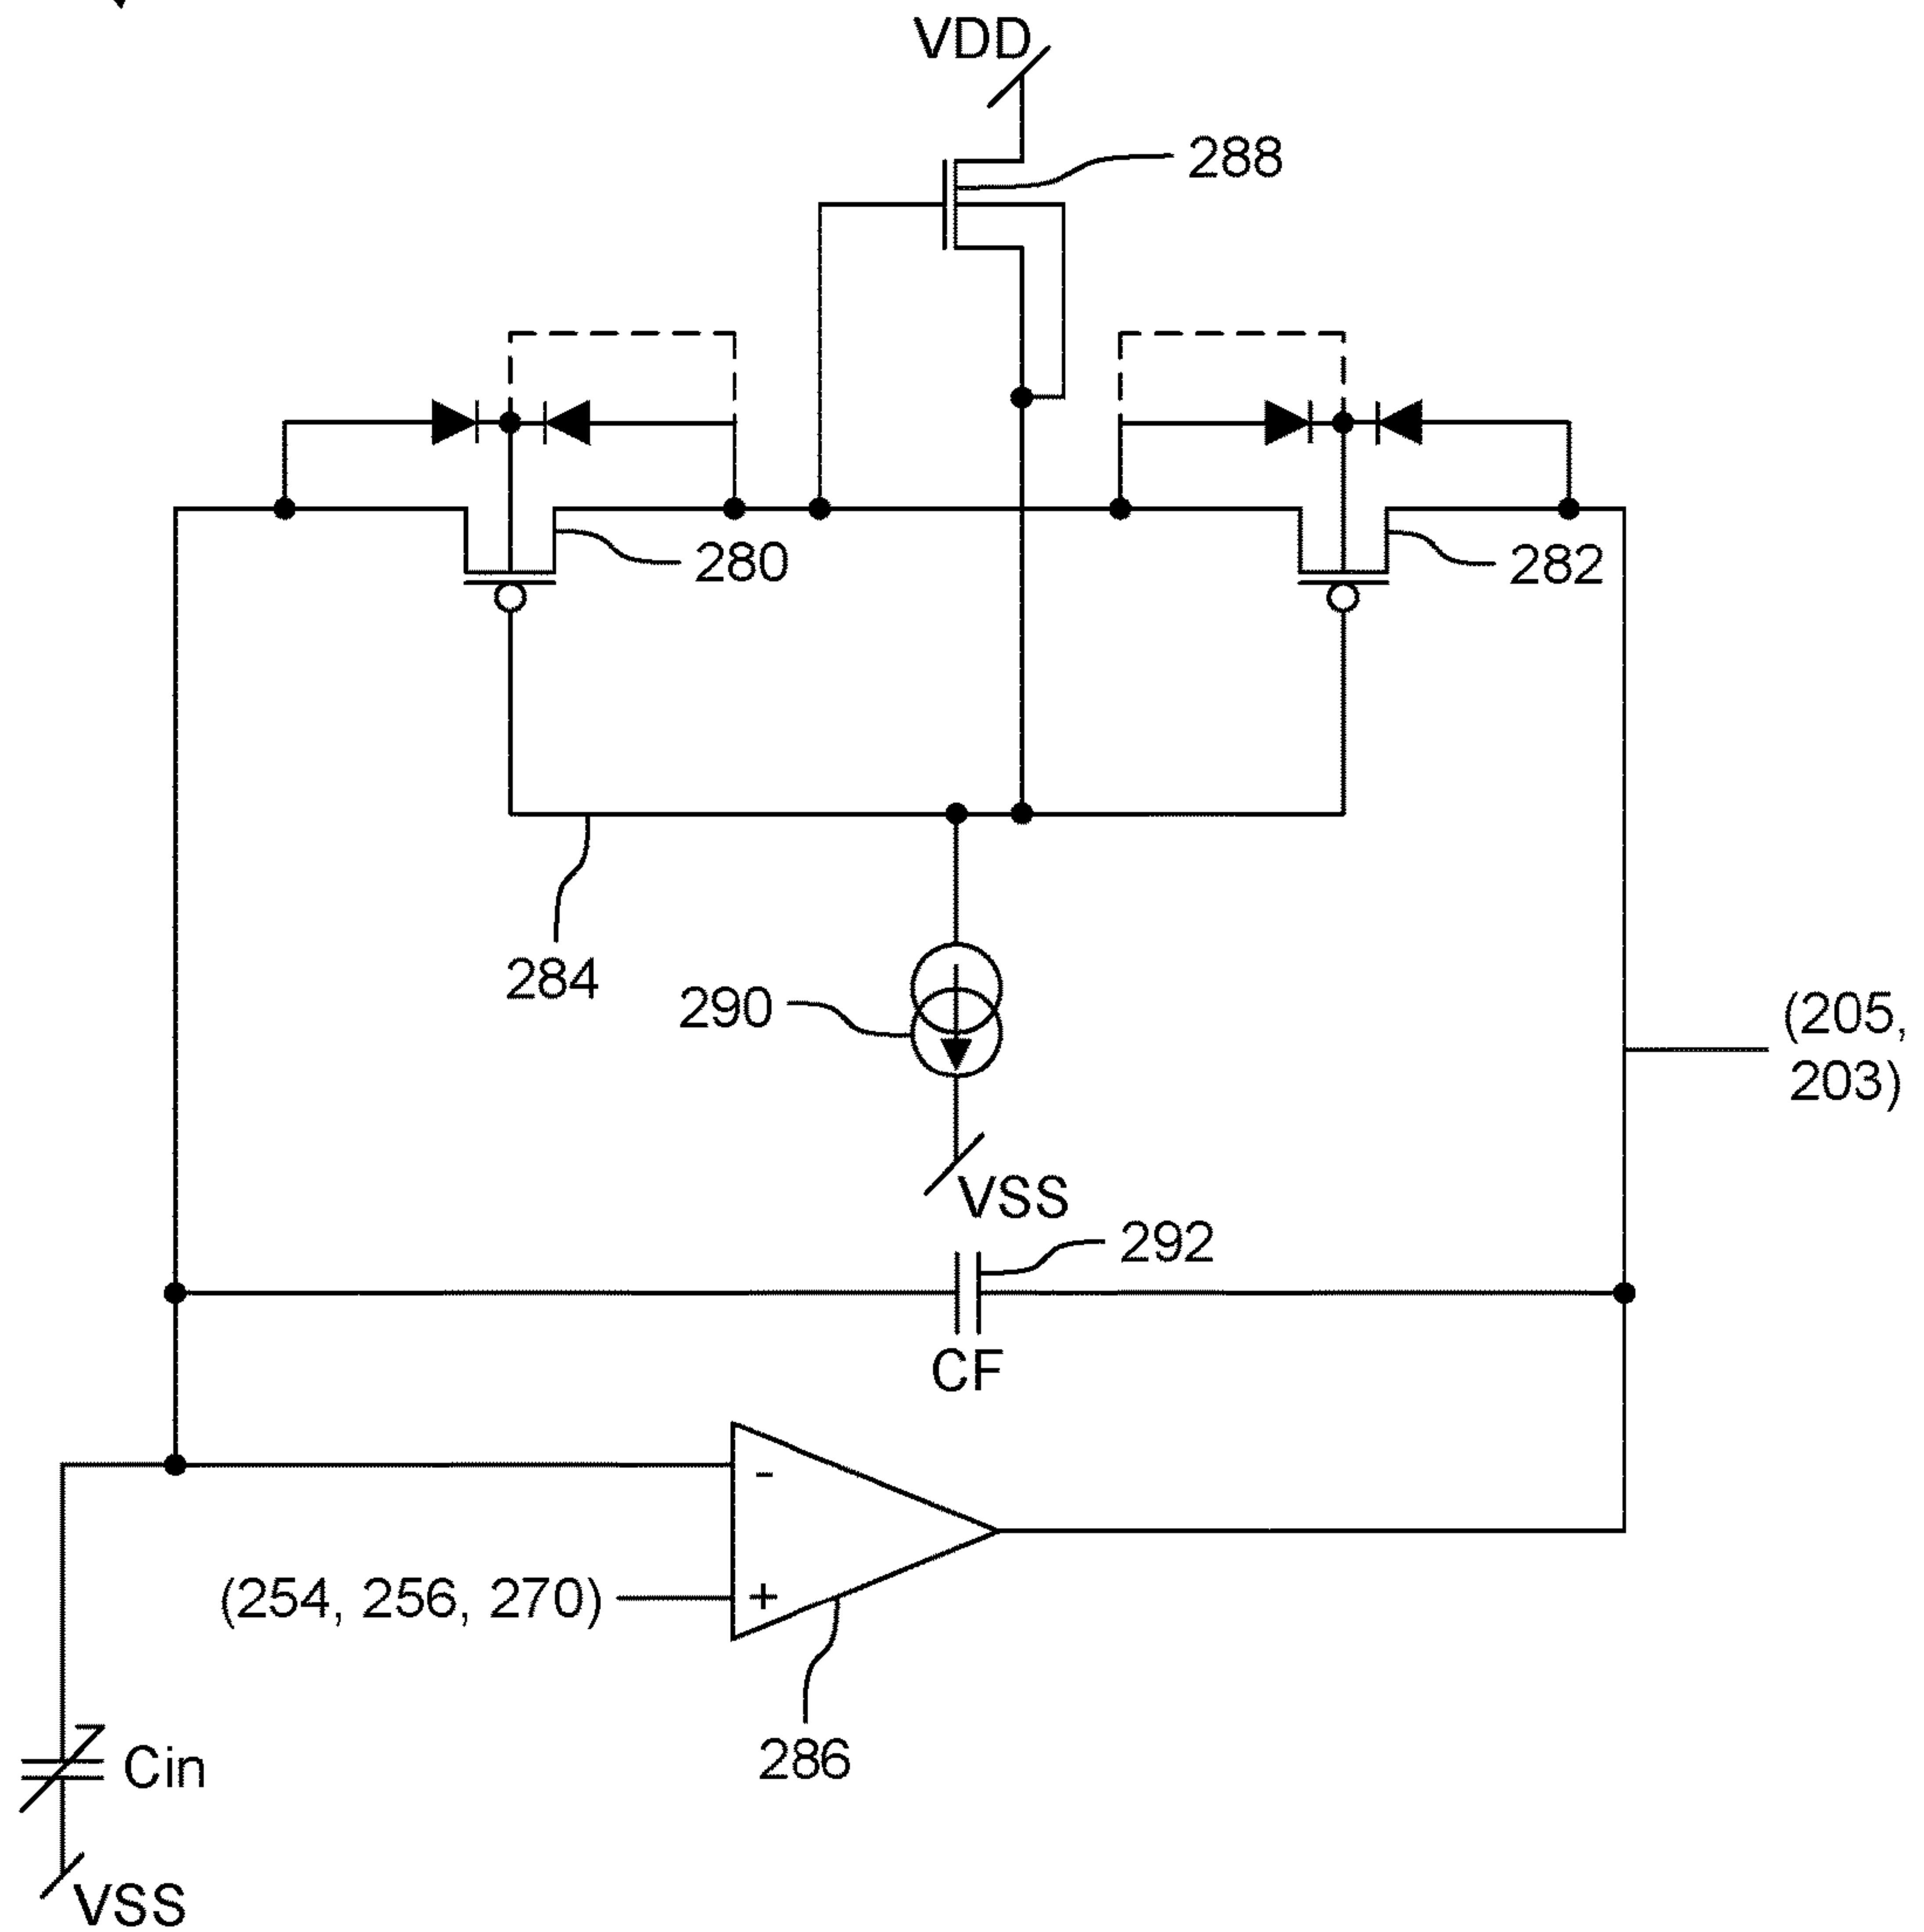 VDD
288
280
282
284
290
(205,
203)
VSS
292
CF
-
(254, 256, 270)
+
286
Cin
VSS